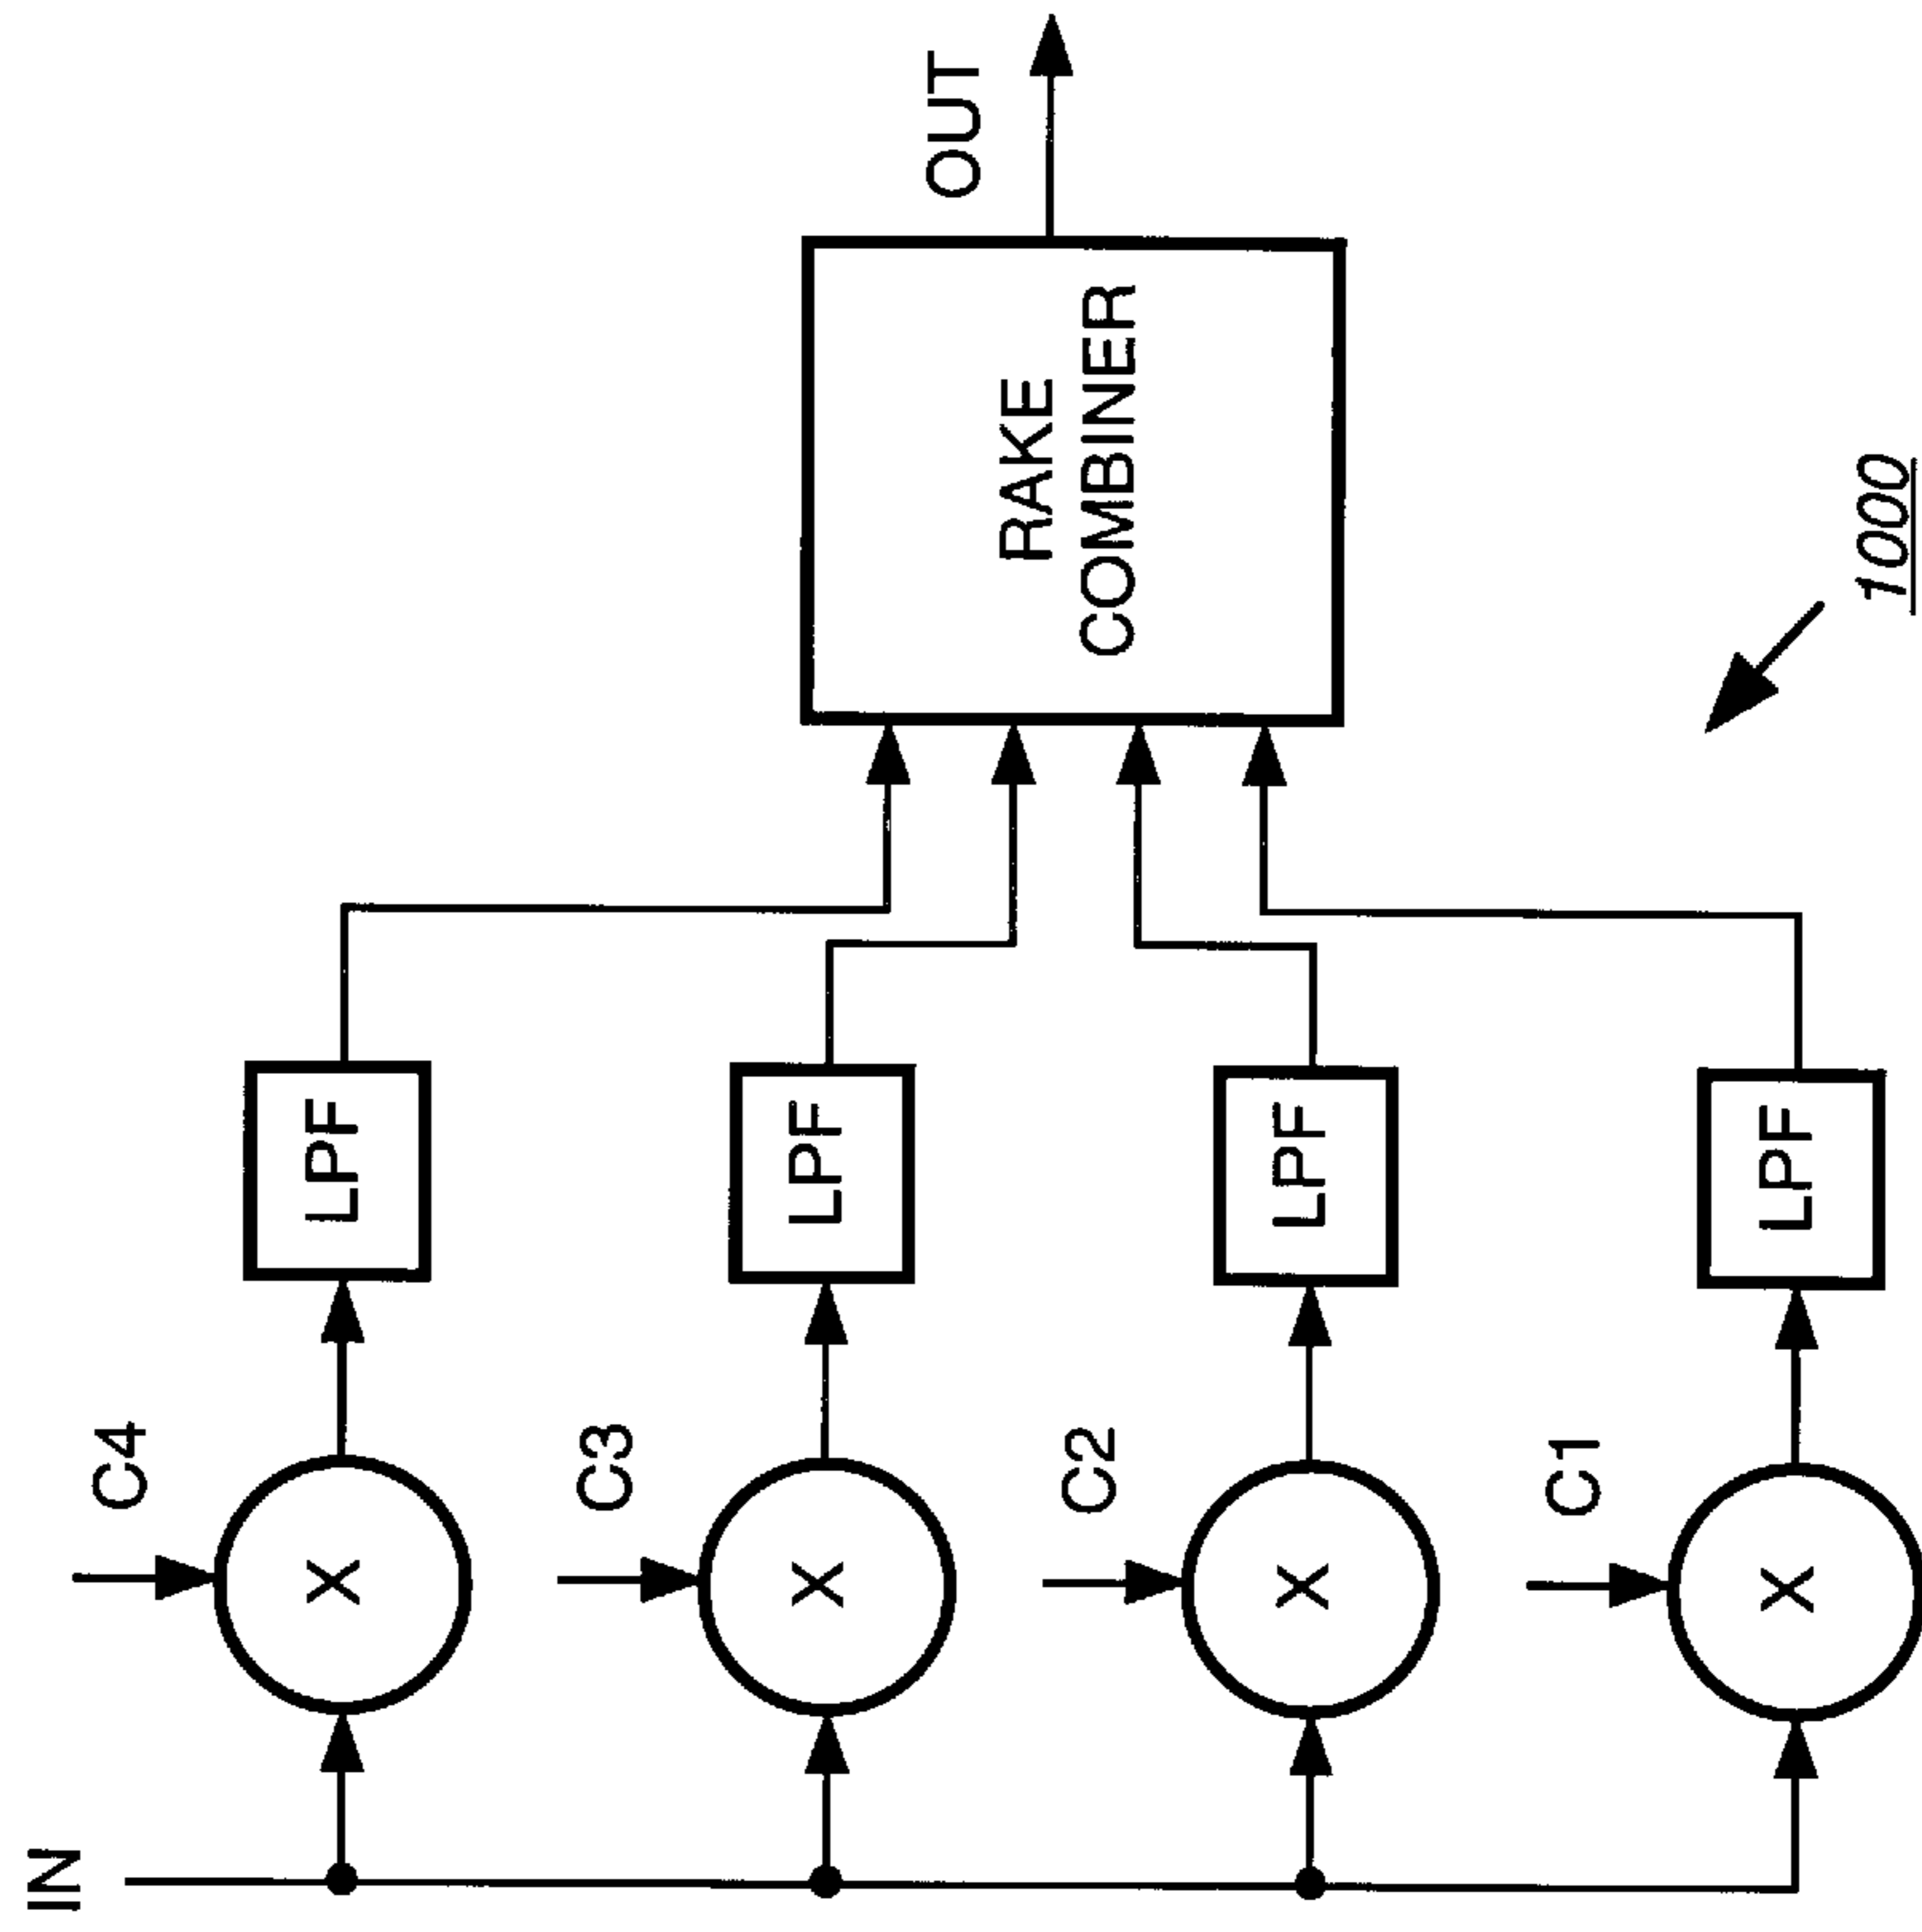 IN
C4
X
LPF
C3
X
LPF
C2
X
LPF
C1
X
LPF
RAKE
COMBINER
OUT
1000